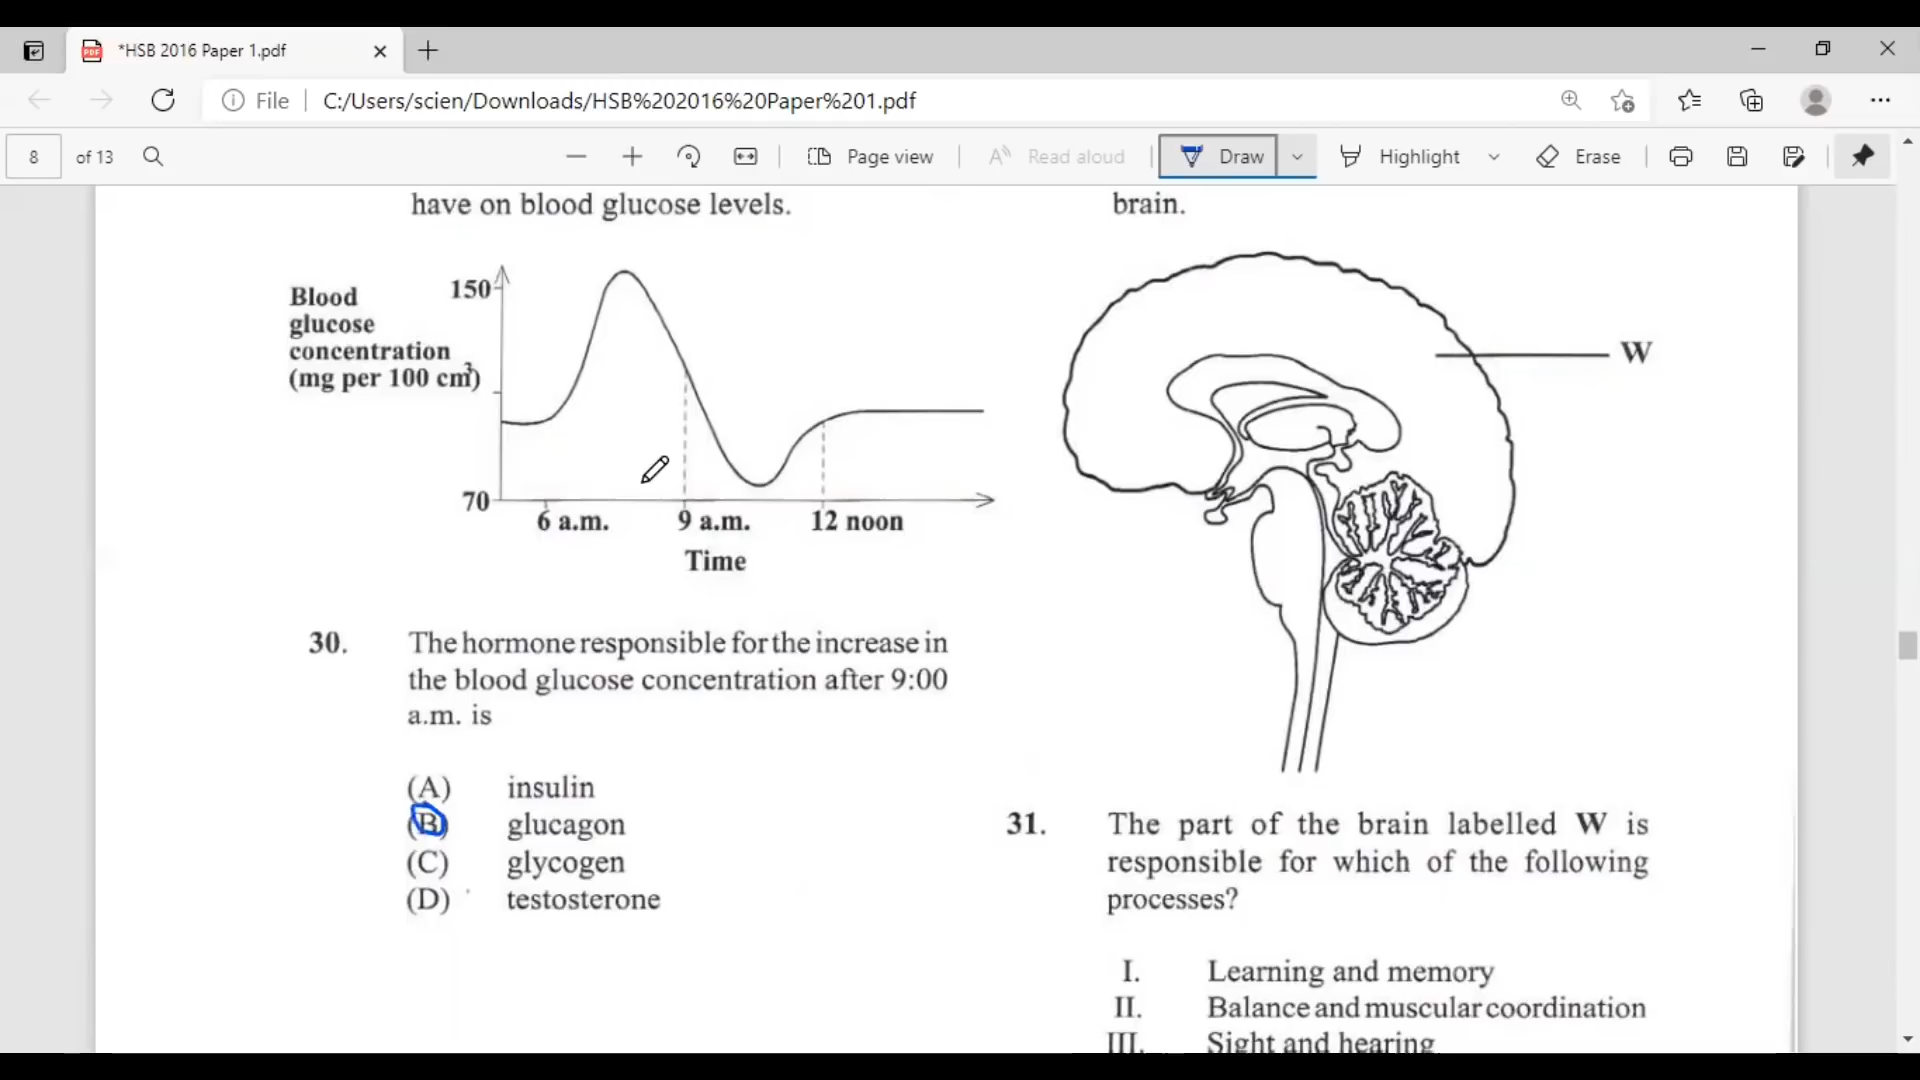 *HSB 2016 Paper 1.pdf
File
C:/Users/scien/Downloads/HSB%202016%20Paper%201.pdf
8 of 13
Page view
Read aloud
Draw
Highlight
Erase
have on blood glucose levels.
Blood
glucose
concentration
(mg per 100 cm³)
150
70
6 a.m.
9 a.m.
12 noon
Time
30. The hormone responsible for the increase in
the blood glucose concentration after 9:00
a.m. is
(A) insulin
(B) glucagon
(C) glycogen
(D) testosterone
brain.
W
31. The part of the brain labelled W is
responsible for which of the following
processes?
I. Learning and memory
II. Balance and muscular coordination
III. Sight and hearing